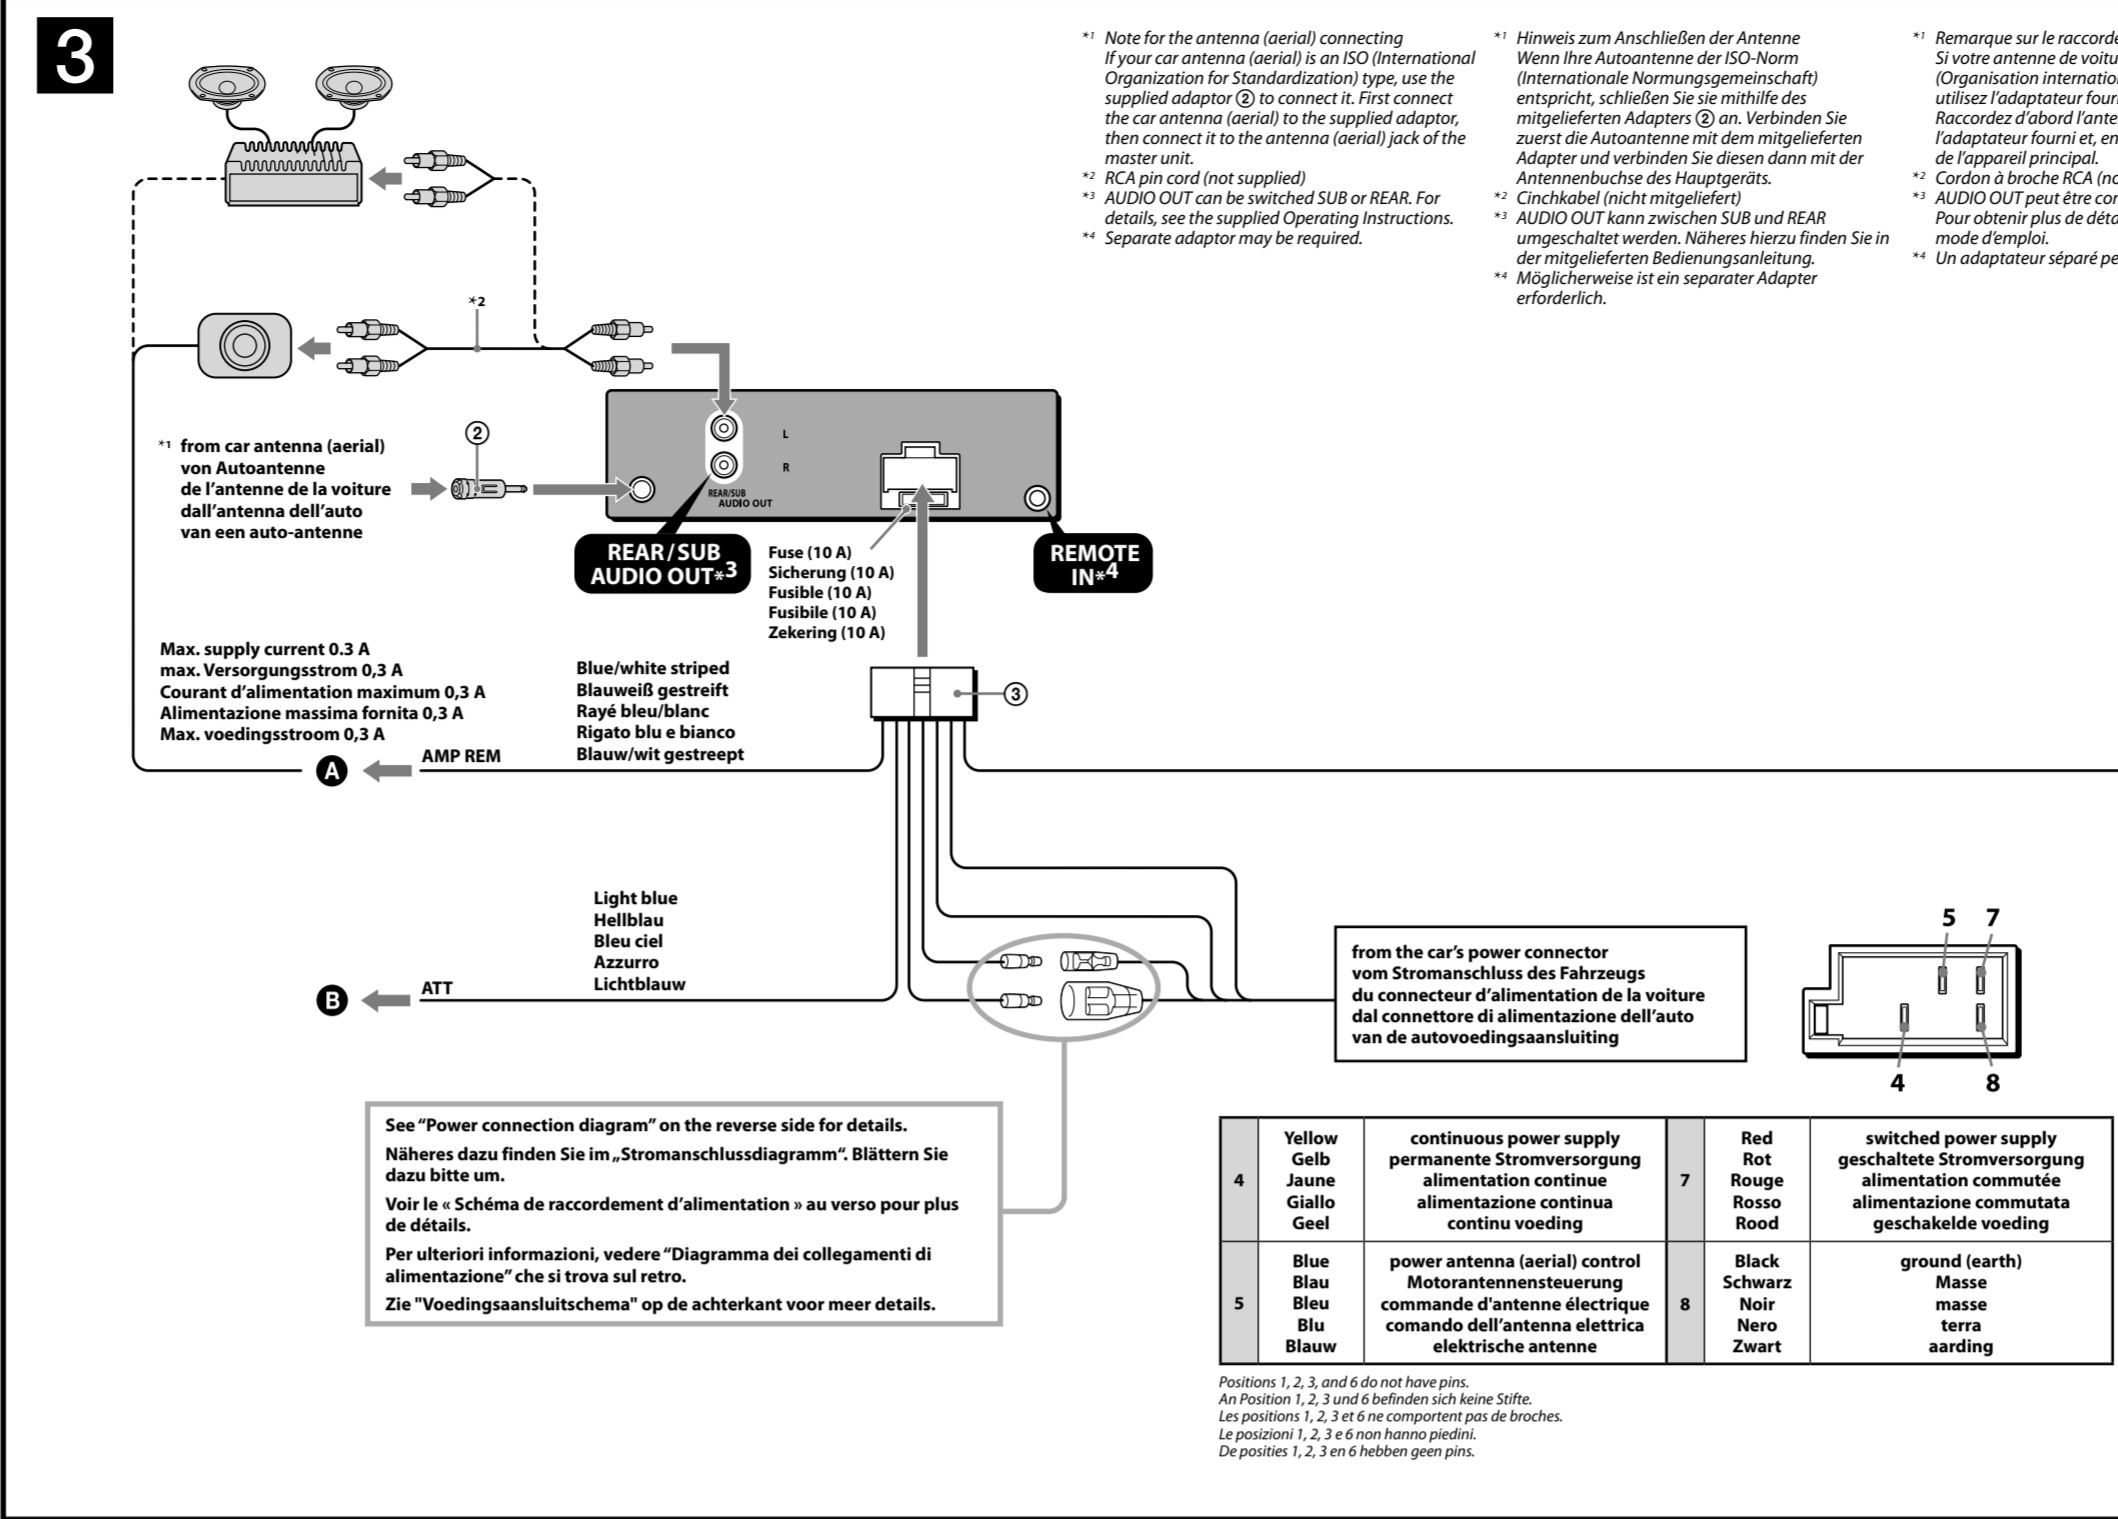 3
*1 Note for the antenna (aerial) connecting
If your car antenna (aerial) is an ISO (International
Organization for Standardization) type, use the
supplied adaptor ② to connect it. First connect
the car antenna (aerial) to the supplied adaptor,
then connect it to the antenna (aerial) jack of the
master unit.
*2 RCA pin cord (not supplied)
*3 AUDIO OUT can be switched SUB or REAR. For
details, see the supplied Operating Instructions.
*4 Separate adaptor may be required.
*1 Hinweis zum Anschließen der Antenne
Wenn Ihre Autoantenne der ISO-Norm
(Internationale Normungsgemeinschaft)
entspricht, schließen Sie sie mithilfe des
mitgelieferten Adapters ② an. Verbinden Sie
zuerst die Autoantenne mit dem mitgelieferten
Adapter und verbinden Sie diesen dann mit der
Antennenbuchse des Hauptgeräts.
*2 Cinchkabel (nicht mitgeliefert)
*3 AUDIO OUT kann zwischen SUB und REAR
umgeschaltet werden. Näheres hierzu finden Sie in
der mitgelieferten Bedienungsanleitung.
*4 Möglicherweise ist ein separater Adapter
erforderlich.
*1 Remarque sur le
Si votre antenne de
(Organisation
utilisez l'adaptateur
Raccordez d'abord
l'adaptateur fourni et,
de l'appareil principal.
*2 Cordon à broche RCA
*3 AUDIO OUT peut être
Pour obtenir plus de
mode d'emploi.
*4 Un adaptateur séparé
*2
*1 from car antenna (aerial)
von Autoantenne
de l'antenne de la voiture
dall'antenna dell'auto
van een auto-antenne
②
L
R
REAR/SUB
AUDIO OUT
REAR/SUB
AUDIO OUT*3
Fuse (10 A)
Sicherung (10 A)
Fusible (10 A)
Fusibile (10 A)
Zekering (10 A)
REMOTE
IN*4
Max. supply current 0.3 A
max. Versorgungsstrom 0,3 A
Courant d'alimentation maximum 0,3 A
Alimentazione massima fornita 0,3 A
Max. voedingsstroom 0,3 A
Blue/white striped
Blauweiß gestreift
Rayé bleu/blanc
Rigato blu e bianco
Blauw/wit gestreept
③
A
AMP REM
Light blue
Hellblau
Bleu ciel
Azzurro
Lichtblauw
B
ATT
from the car's power connector
vom Stromanschluss des Fahrzeugs
du connecteur d'alimentation de la voiture
dal connettore di alimentazione dell'auto
van de autovoedingsaansluiting
5 7
4 8
See "Power connection diagram" on the reverse side for details.
Näheres dazu finden Sie im „Stromanschlussdiagramm“. Blättern Sie
dazu bitte um.
Voir le « Schéma de raccordement d'alimentation » au verso pour plus
de détails.
Per ulteriori informazioni, vedere "Diagramma dei collegamenti di
alimentazione" che si trova sul retro.
Zie "Voedingsaansluitschema" op de achterkant voor meer details.
4
Yellow
Gelb
Jaune
Giallo
Geel
continuous power supply
permanente Stromversorgung
alimentation continue
alimentazione continua
continu voeding
7
Red
Rot
Rouge
Rosso
Rood
switched power supply
geschaltete Stromversorgung
alimentation commutée
alimentazione commutata
geschakelde voeding
5
Blue
Blau
Bleu
Blu
Blauw
power antenna (aerial) control
Motorantennensteuerung
commande d'antenne électrique
comando dell'antenna elettrica
elektrische antenne
8
Black
Schwarz
Noir
Nero
Zwart
ground (earth)
Masse
masse
terra
aarding
Positions 1, 2, 3, and 6 do not have pins.
An Position 1, 2, 3 und 6 befinden sich keine Stifte.
Les positions 1, 2, 3 et 6 ne comportent pas de broches.
Le posizioni 1, 2, 3 e 6 non hanno piedini.
De posities 1, 2, 3 en 6 hebben geen pins.